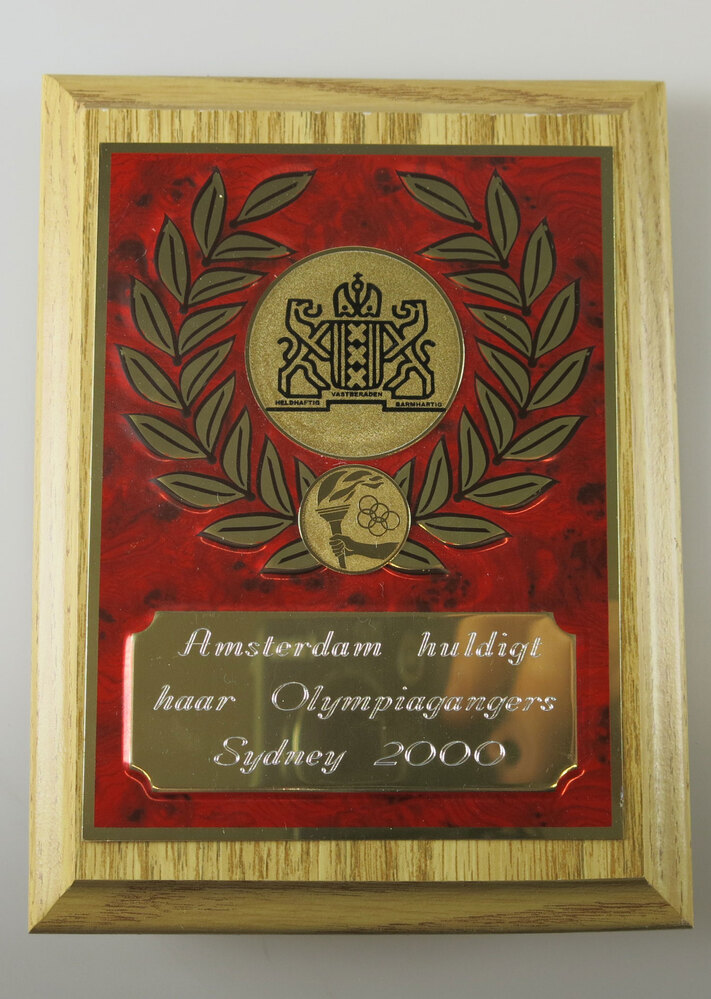 HELDHAFTIG VASTBERADEN BARMHARTIG
Amsterdam huldigt
haar Olympiagangers
Sydney 2000